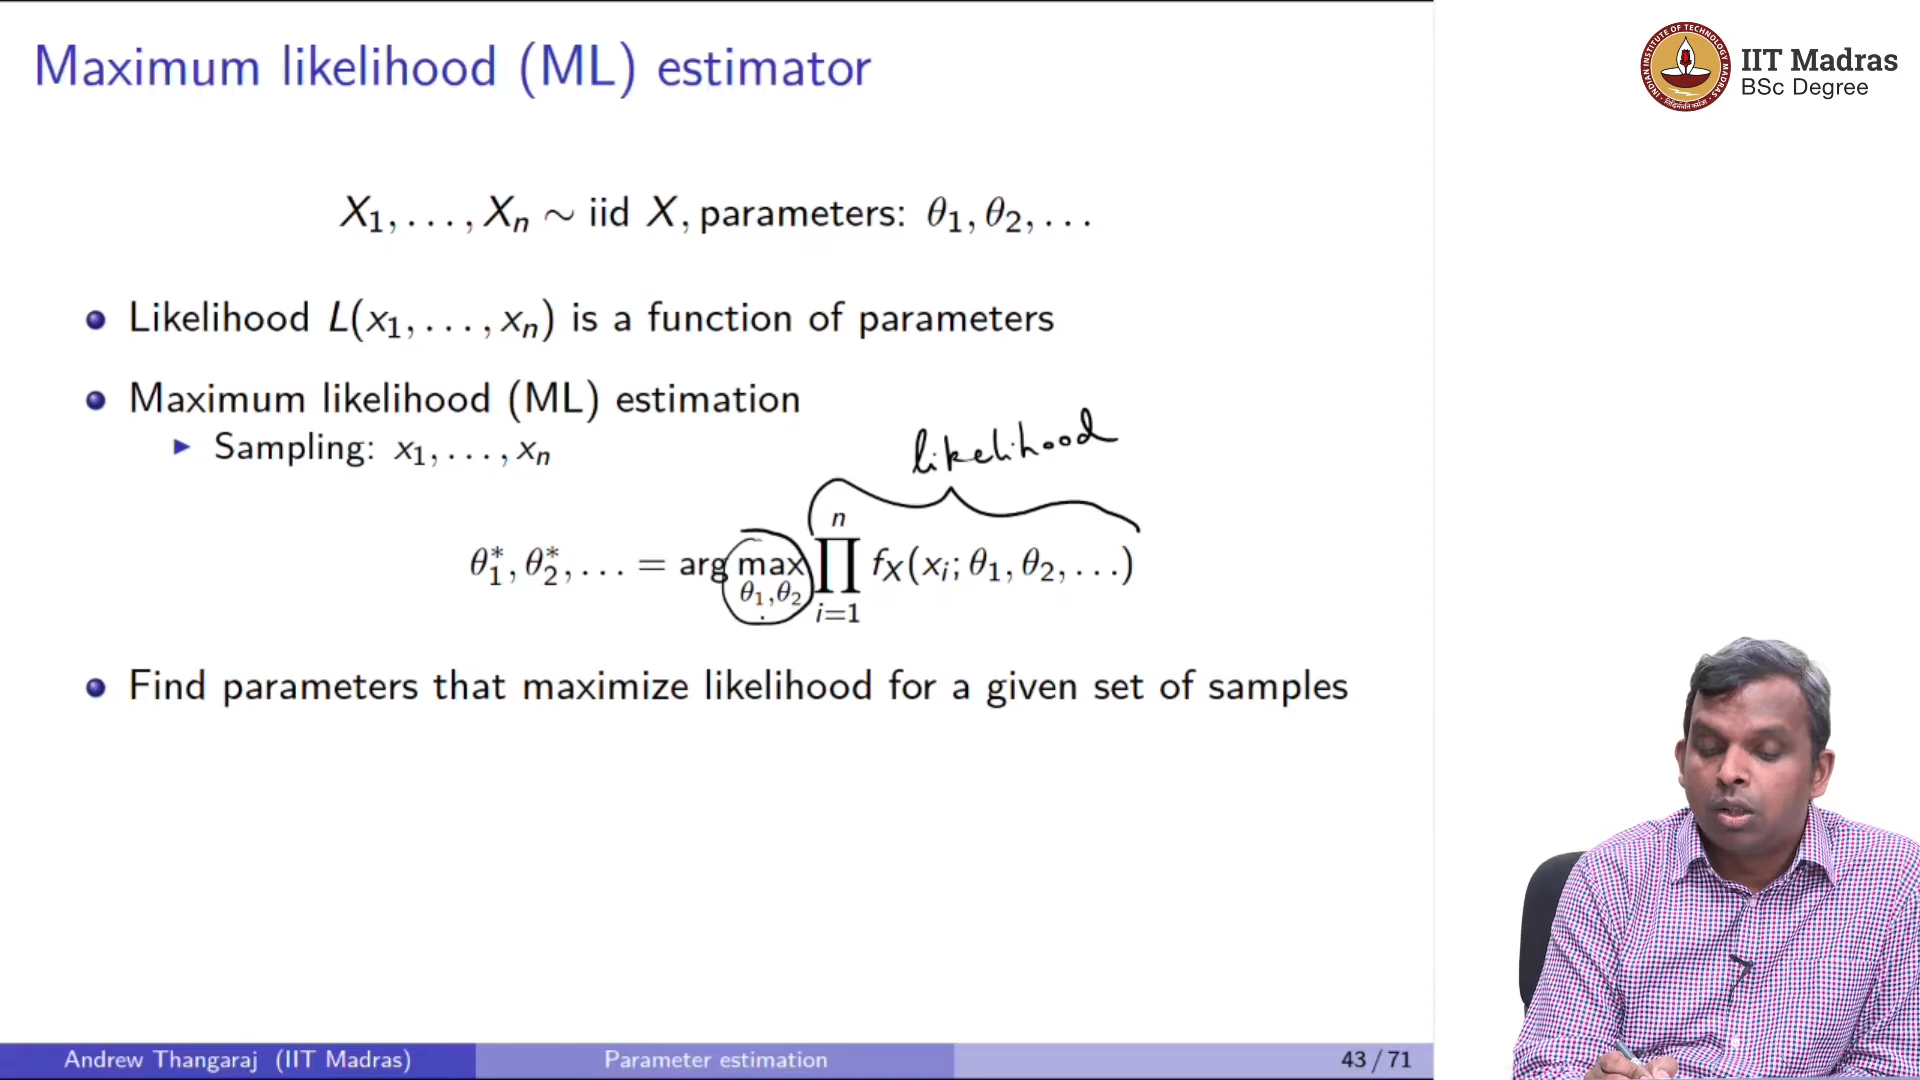 Maximum likelihood (ML) estimator
IIT Madras
BSc Degree
X₁, . . . , Xₙ ∼ iid X, parameters: θ₁, θ₂, . . .
Likelihood L(x₁, . . . , xₙ) is a function of parameters
Maximum likelihood (ML) estimation
Sampling: x₁, . . . , xₙ
likelihood
θ₁*, θ₂*, . . . = arg max_{θ₁,θ₂} ∏_{i=1}^{n} f_X(xᵢ; θ₁, θ₂, . . .)
Find parameters that maximize likelihood for a given set of samples
Andrew Thangaraj (IIT Madras) Parameter estimation 43 / 71